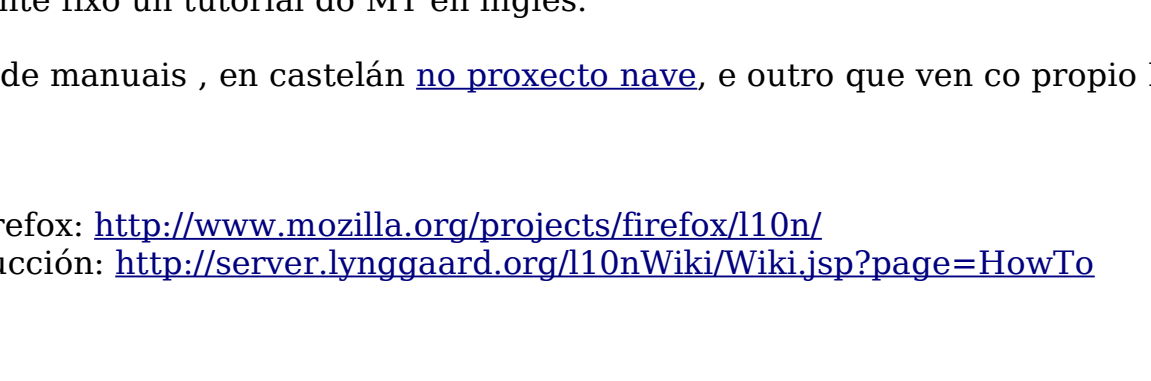 nte fixo un tutorial do MT en inglés.
de manuais , en castelán no proxecto nave, e outro que ven co propio
refox: http://www.mozilla.org/projects/firefox/l10n/
ucción: http://server.lynggaard.org/l10nWiki/Wiki.jsp?page=HowTo